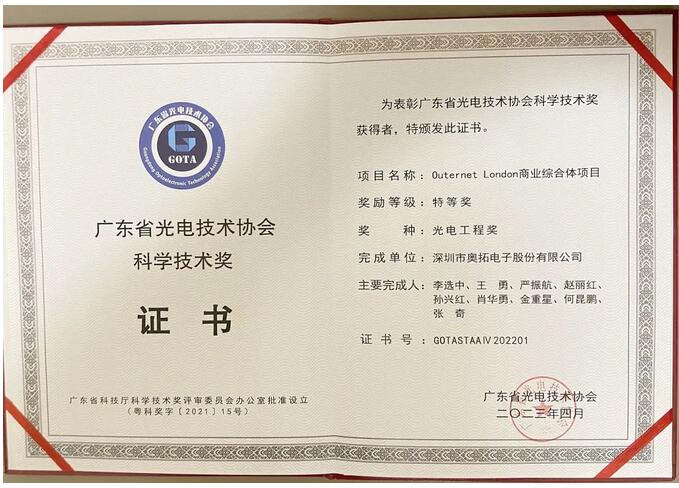 广东省光电技术协会
GOTA
Guangdong Optoelectronic Technology Association
广东省光电技术协会
科学技术奖
证书
广东省科技厅科学技术奖评审委员会办公室批准设立
（粤科奖字〔2021〕15号）
为表彰广东省光电技术协会科学技术奖
获得者，特颁发此证书。
项目名称：Outernet London商业综合体项目
奖励等级：特等奖
奖种：光电工程奖
完成单位：深圳市奥拓电子股份有限公司
主要完成人：李选中、王勇、严振航、赵丽红、
孙兴红、肖华勇、金重星、何昆鹏、
张奇
证书号：GOTASTAAⅣ202201
广东省光电技术协会
二〇二三年四月